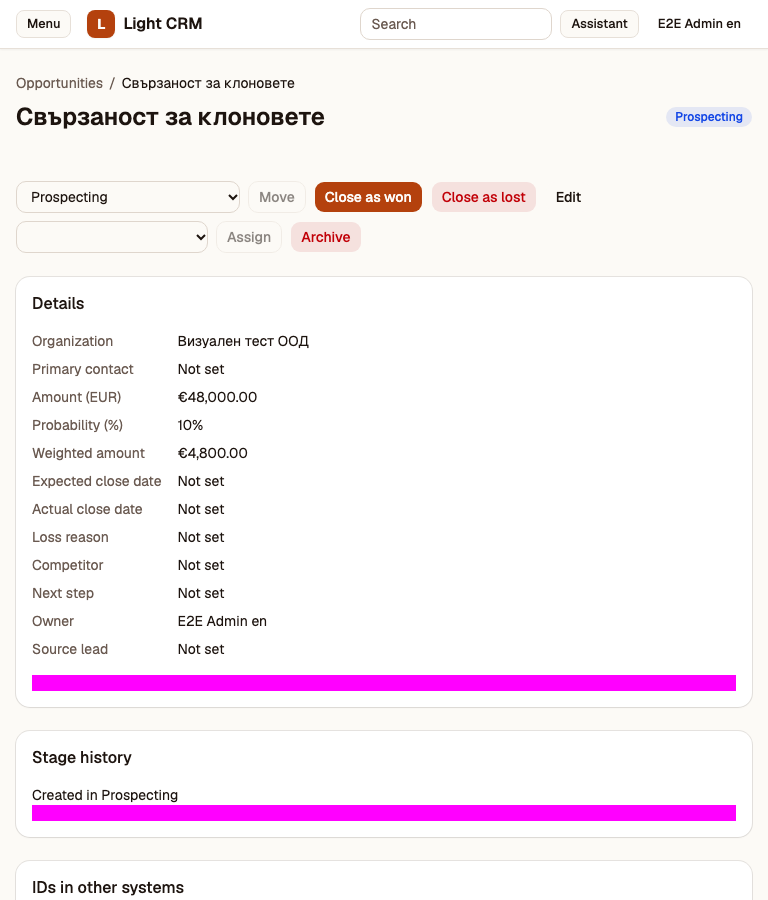 Menu
L
Light CRM
Search
Assistant
E2E Admin en
Opportunities / Свързаност за клоновете
Свързаност за клоновете
Prospecting
Prospecting
Move
Close as won
Close as lost
Edit
Assign
Archive
Details
Organization Визуален тест ООД
Primary contact Not set
Amount (EUR) €48,000.00
Probability (%) 10%
Weighted amount €4,800.00
Expected close date Not set
Actual close date Not set
Loss reason Not set
Competitor Not set
Next step Not set
Owner E2E Admin en
Source lead Not set
Stage history
Created in Prospecting
IDs in other systems